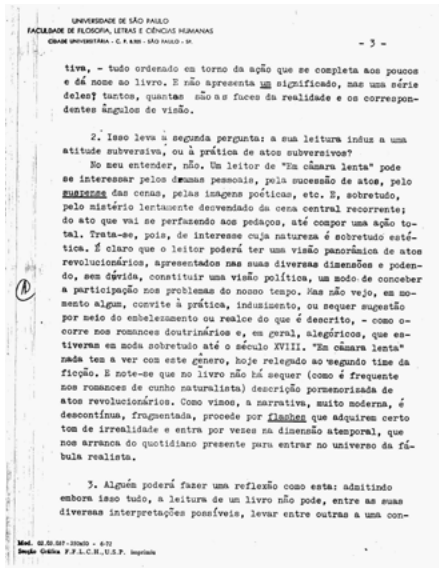 UNIVERSIDADE DE SÃO PAULO
FACULDADE DE FILOSOFIA, LETRAS E CIÊNCIAS HUMANAS
CIDADE UNIVERSITÁRIA - C. P. 8.105 - SÃO PAULO - SP.
- 3 -
tiva, - tudo ordenado em torno da ação que se completa aos poucos
e dá nome ao livro. E não apresenta um significado, mas uma série
deles, tantos, quantas são as faces da realidade e os correspon-
dentes ângulos de visão.
2. Isso leva à segunda pergunta: a sua leitura induz a uma
atitude subversiva, ou à prática de atos subversivos?
No meu entender, não. Um leitor de "Em câmara lenta" pode
se interessar pelos dramas pessoais, pela sucessão de atos, pelo
suspense das cenas, pelas imagens poéticas, etc. E, sobretudo,
pelo mistério lentamente desvendado da cena central recorrente;
do ato que vai se perfazendo aos pedaços, até compor uma ação to-
tal. Trata-se, pois, de interesse cuja natureza é sobretudo esté-
tica. É claro que o leitor poderá ter uma visão panorâmica de atos
revolucionários, apresentados nas suas diversas dimensões e poden-
do, sem dúvida, constituir uma visão política, um modo de conceber
a participação nos problemas do nosso tempo. Mas não vejo, em mo-
mento algum, convite à prática, induzimento, ou sequer sugestão
por meio do embelezamento ou realce do que é descrito, - como o-
corre nos romances doutrinários e, em geral, alegóricos, que es-
tiveram em moda sobretudo até o século XVIII. "Em câmara lenta"
nada tem a ver com este gênero, hoje relegado ao segundo time da
ficção. E note-se que no livro não há sequer (como é frequente
nos romances de cunho naturalista) descrição pormenorizada de
atos revolucionários. Como vimos, a narrativa, muito moderna, é
descontínua, fragmentada, procede por flashes que adquirem certo
tom de irrealidade e entra por vezes na dimensão atemporal, que
nos arranca do quotidiano presente para entrar no universo da fá-
bula realista.
3. Alguém poderá fazer uma reflexão como esta: admitindo
embora isso tudo, a leitura de um livro não pode, entre as suas
diversas interpretações possíveis, levar entre outras a uma con-
Secção Gráfica F.F.L.C.H., U.S.P. imprimiu